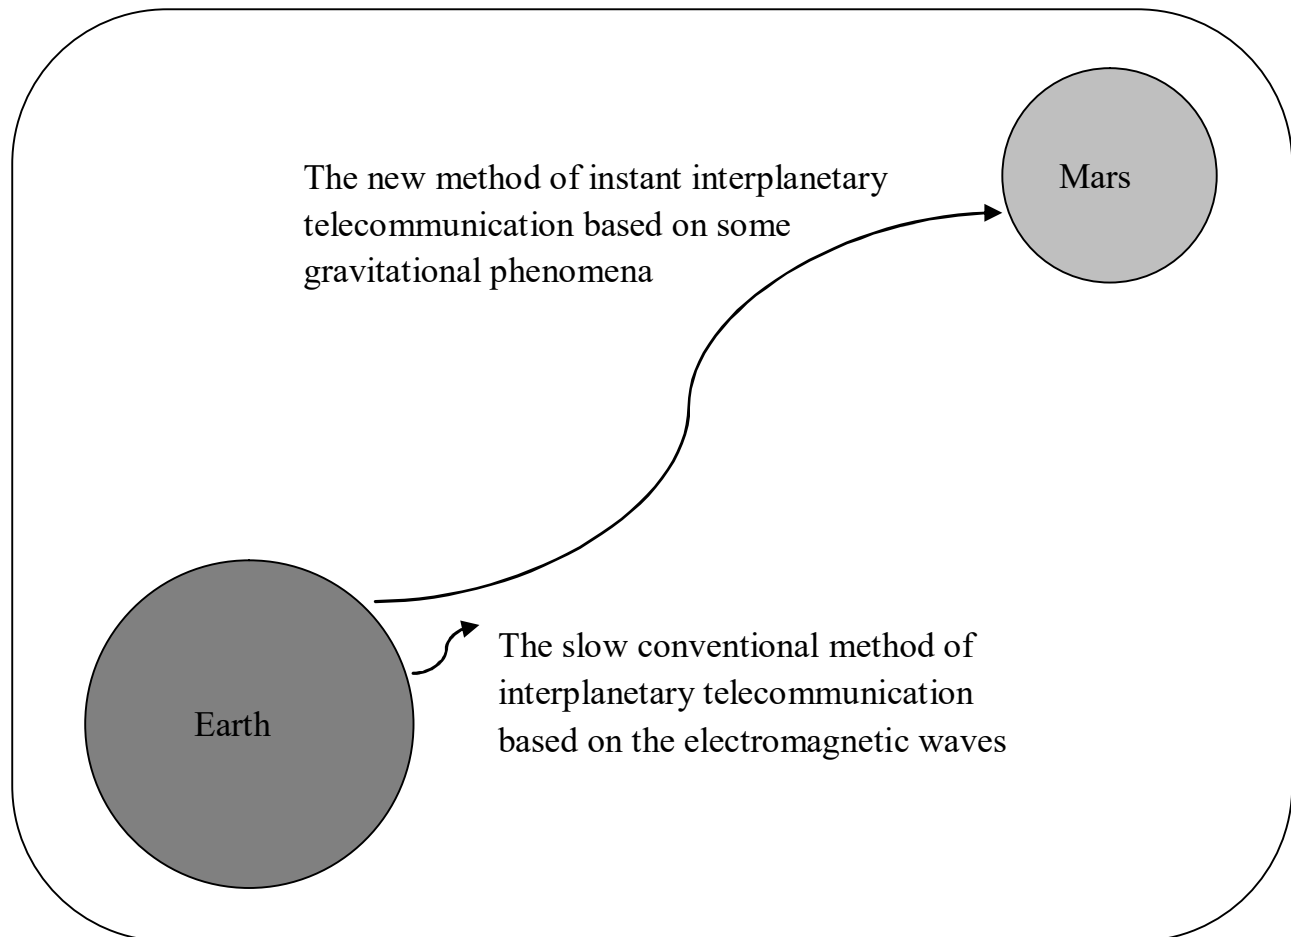 The new method of instant interplanetary
telecommunication based on some
gravitational phenomena
Mars
The slow conventional method of
interplanetary telecommunication
based on the electromagnetic waves
Earth